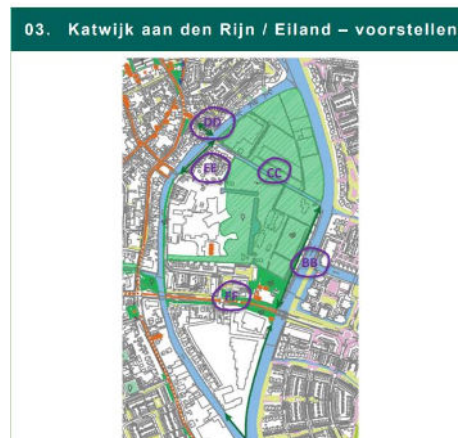 03. Katwijk aan den Rijn / Eiland – voorstellen
DD
EE
CC
BB
FF